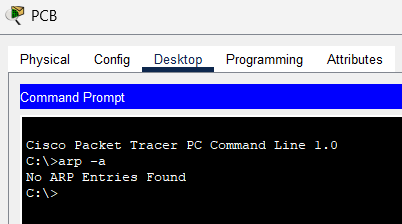 PCB
Physical Config Desktop Programming Attributes
Command Prompt
Cisco Packet Tracer PC Command Line 1.0
C:\>arp -a
No ARP Entries Found
C:\>